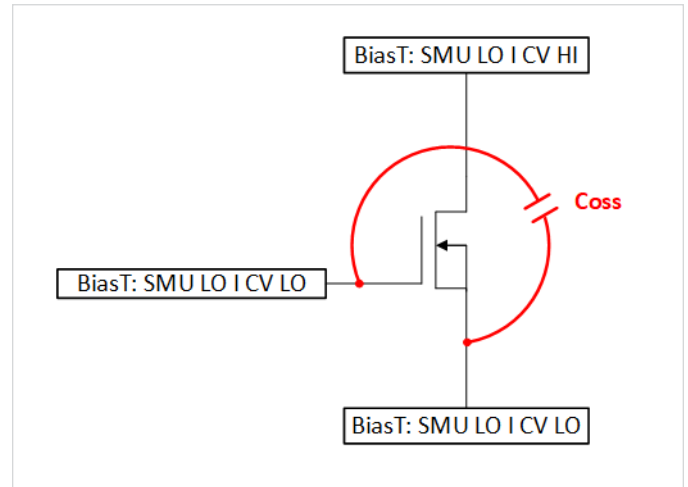 BiasT: SMU LO I CV HI
Coss
BiasT: SMU LO I CV LO
BiasT: SMU LO I CV LO